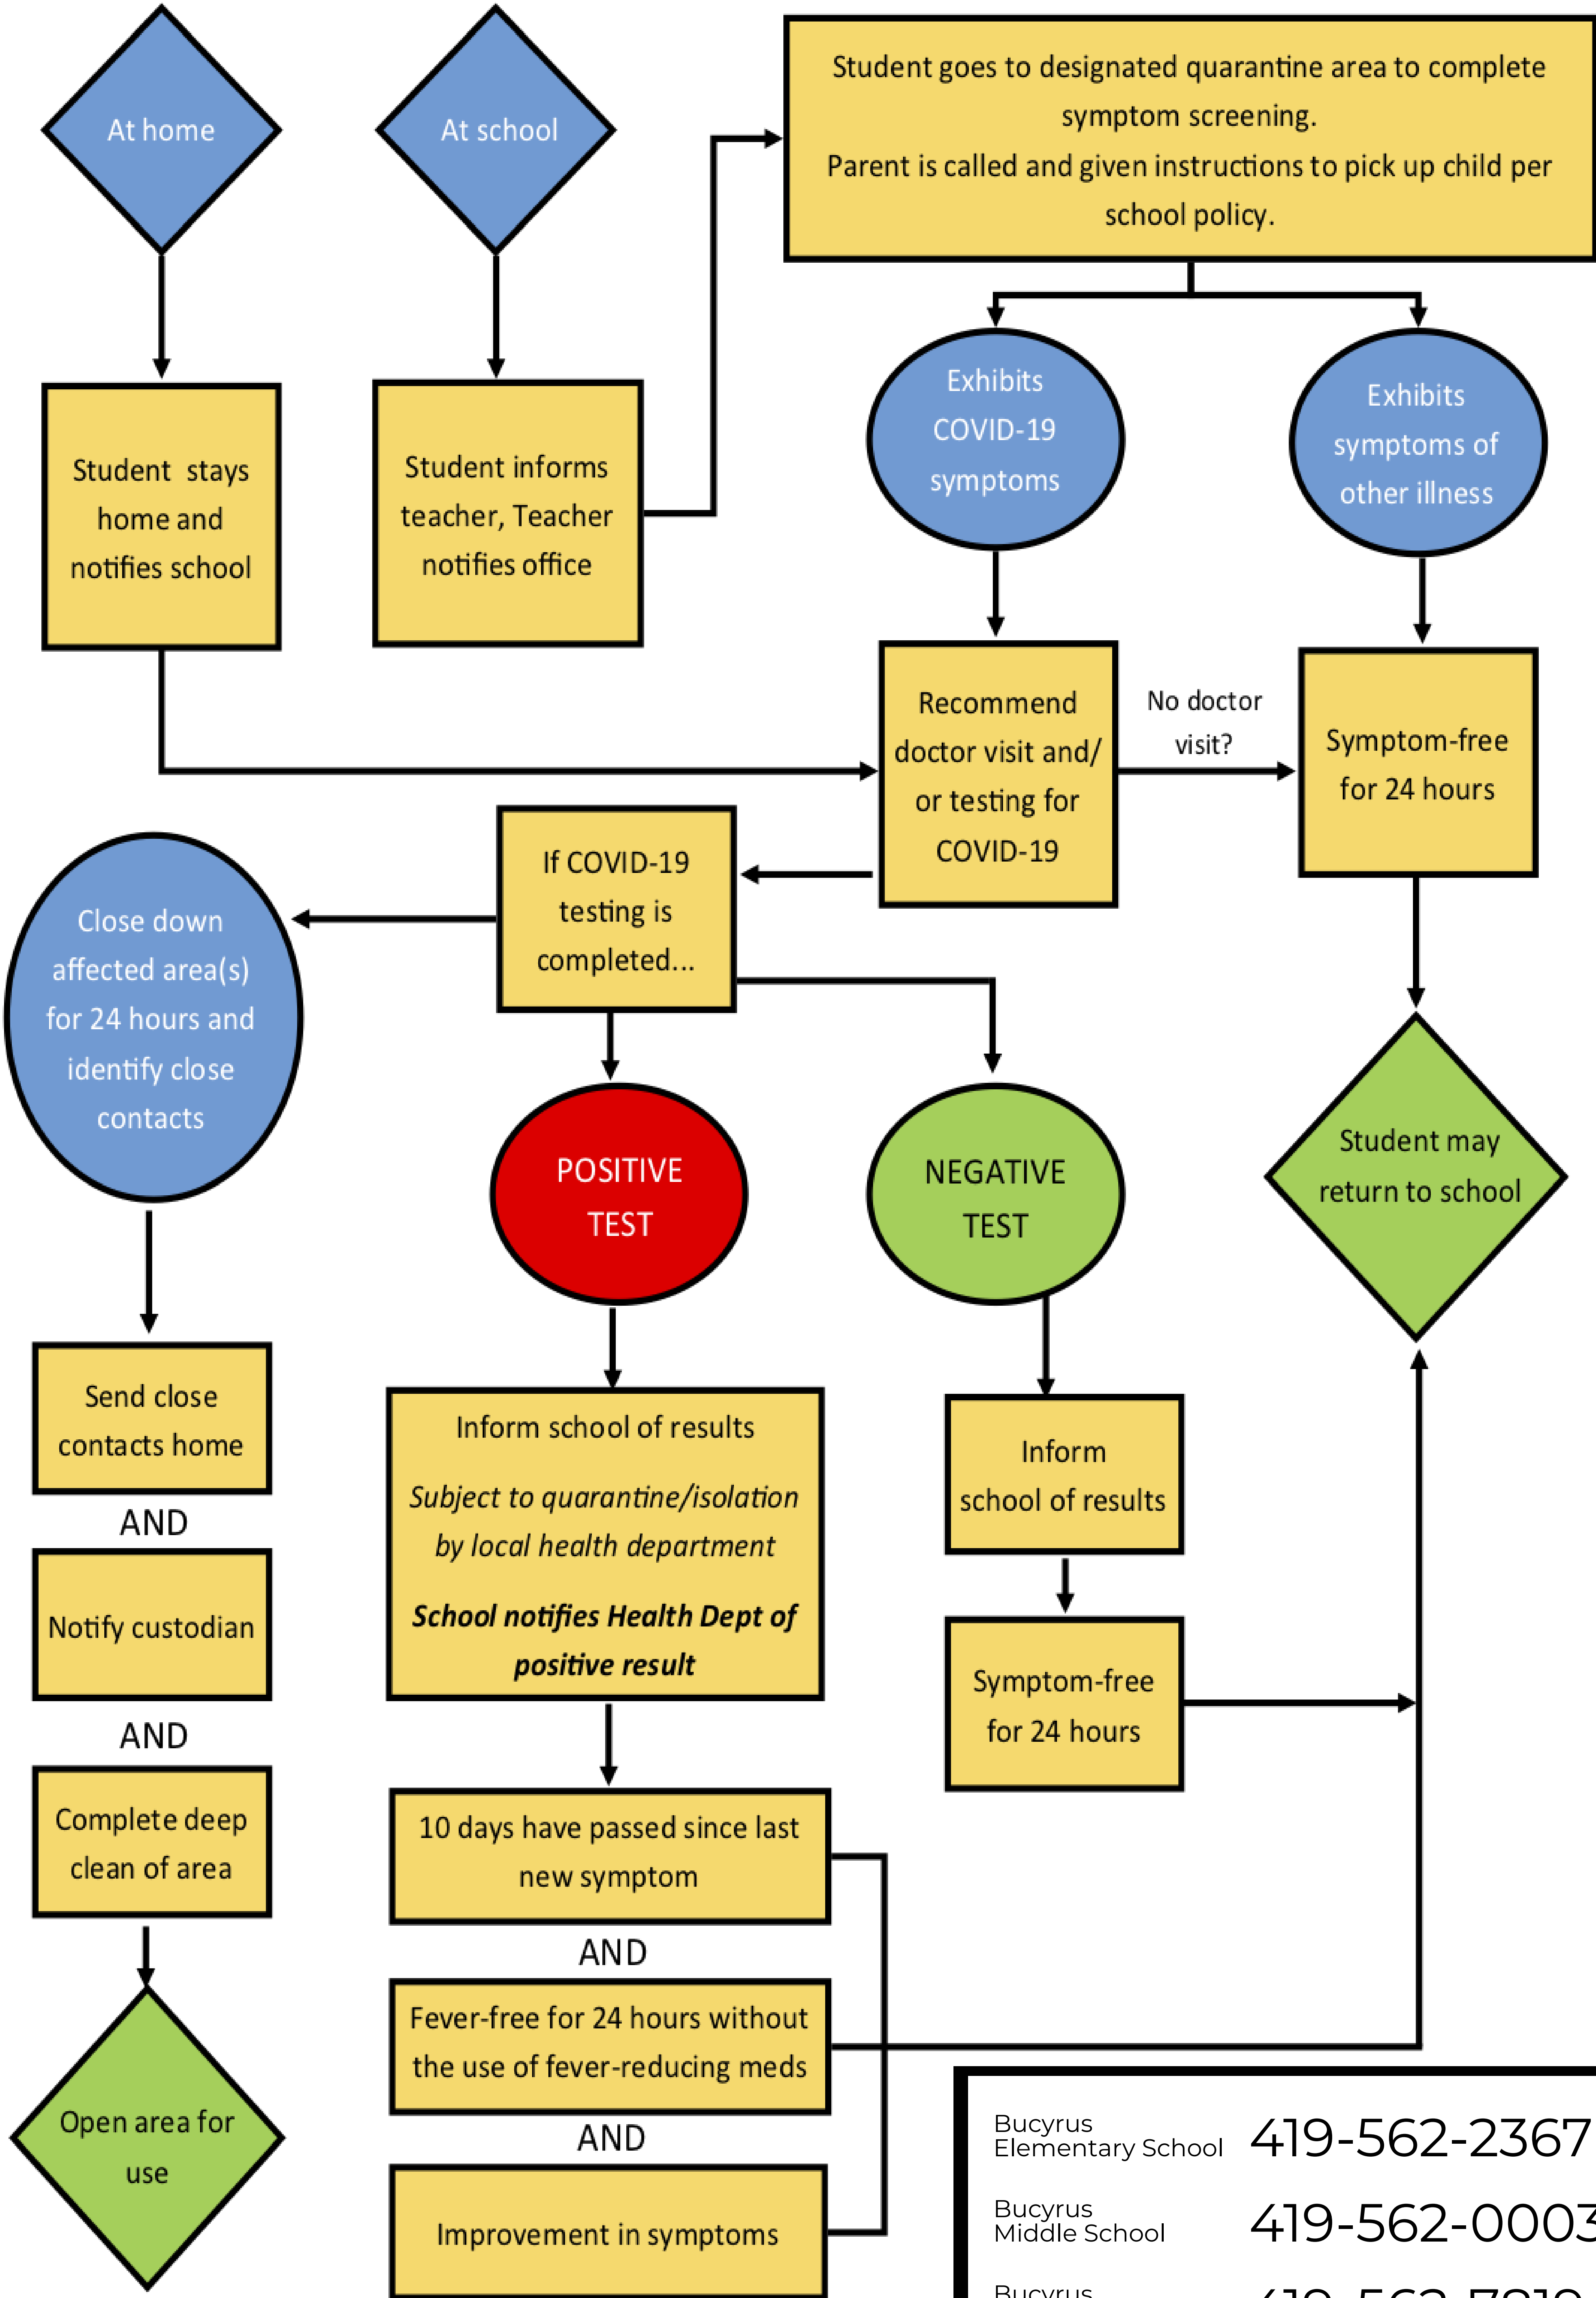 At home
At school
Student goes to designated quarantine area to complete
symptom screening.
Parent is called and given instructions to pick up child per
school policy.
Student stays
home and
notifies school
Student informs
teacher, Teacher
notifies office
Exhibits
COVID-19
symptoms
Exhibits
symptoms of
other illness
Recommend
doctor visit and/
or testing for
COVID-19
No doctor
visit?
Symptom-free
for 24 hours
If COVID-19
testing is
completed...
Close down
affected area(s)
for 24 hours and
identify close
contacts
POSITIVE
TEST
NEGATIVE
TEST
Student may
return to school
Send close
contacts home
AND
Notify custodian
AND
Complete deep
clean of area
Open area for
use
Inform school of results
Subject to quarantine/isolation
by local health department
School notifies Health Dept of
positive result
10 days have passed since last
new symptom
AND
Fever-free for 24 hours without
the use of fever-reducing meds
AND
Improvement in symptoms
Inform
school of results
Symptom-free
for 24 hours
Bucyrus
Elementary School 419-562-2367
Bucyrus
Middle School 419-562-0003
Bucyrus